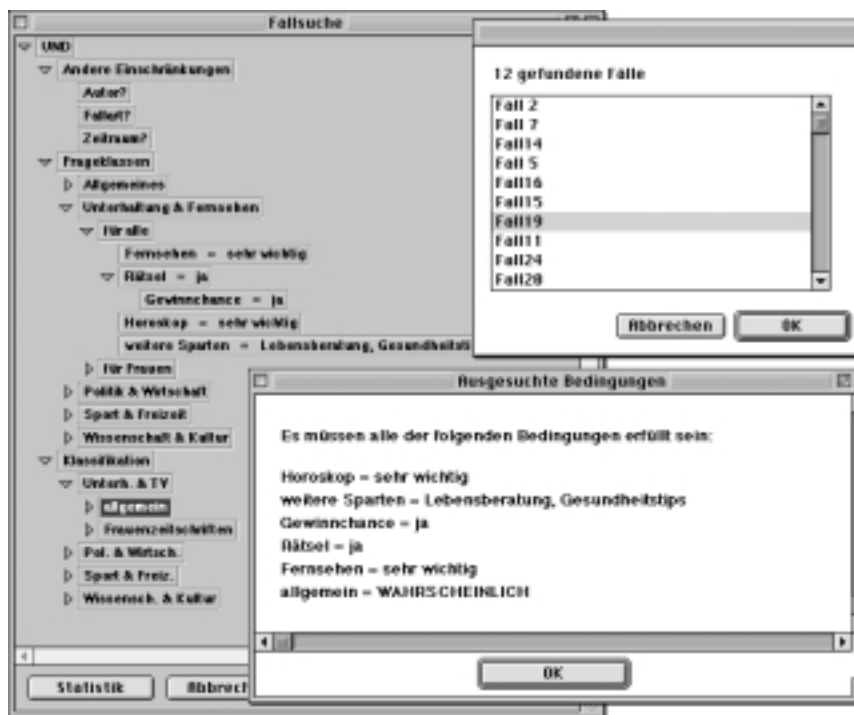 Fallsuche
UND
Andere Einschränkungen
Autor?
Fallart?
Zeitraum?
Frageklassen
Allgemeines
Unterhaltung & Fernsehen
für alle
Fernsehen = sehr wichtig
Rätsel = ja
Gewinnchance = ja
Horoskop = sehr wichtig
weitere Sparten = Lebensberatung, Gesundheitsti
für Frauen
Politik & Wirtschaft
Sport & Freizeit
Wissenschaft & Kultur
Klassifikation
Unterh. & TV
allgemein
Frauenzeitschriften
Pol. & Wirtsch.
Sport & Freiz.
Wissensch. & Kultur
Statistik
Abbrech
12 gefundene Fälle
Fall 2
Fall 7
Fall14
Fall 5
Fall16
Fall15
Fall19
Fall11
Fall24
Fall28
Abbrechen
OK
Ausgesuchte Bedingungen
Es müssen alle der folgenden Bedingungen erfüllt sein:
Horoskop = sehr wichtig
weitere Sparten = Lebensberatung, Gesundheitstips
Gewinnchance = ja
Rätsel = ja
Fernsehen = sehr wichtig
allgemein = WAHRSCHEINLICH
OK